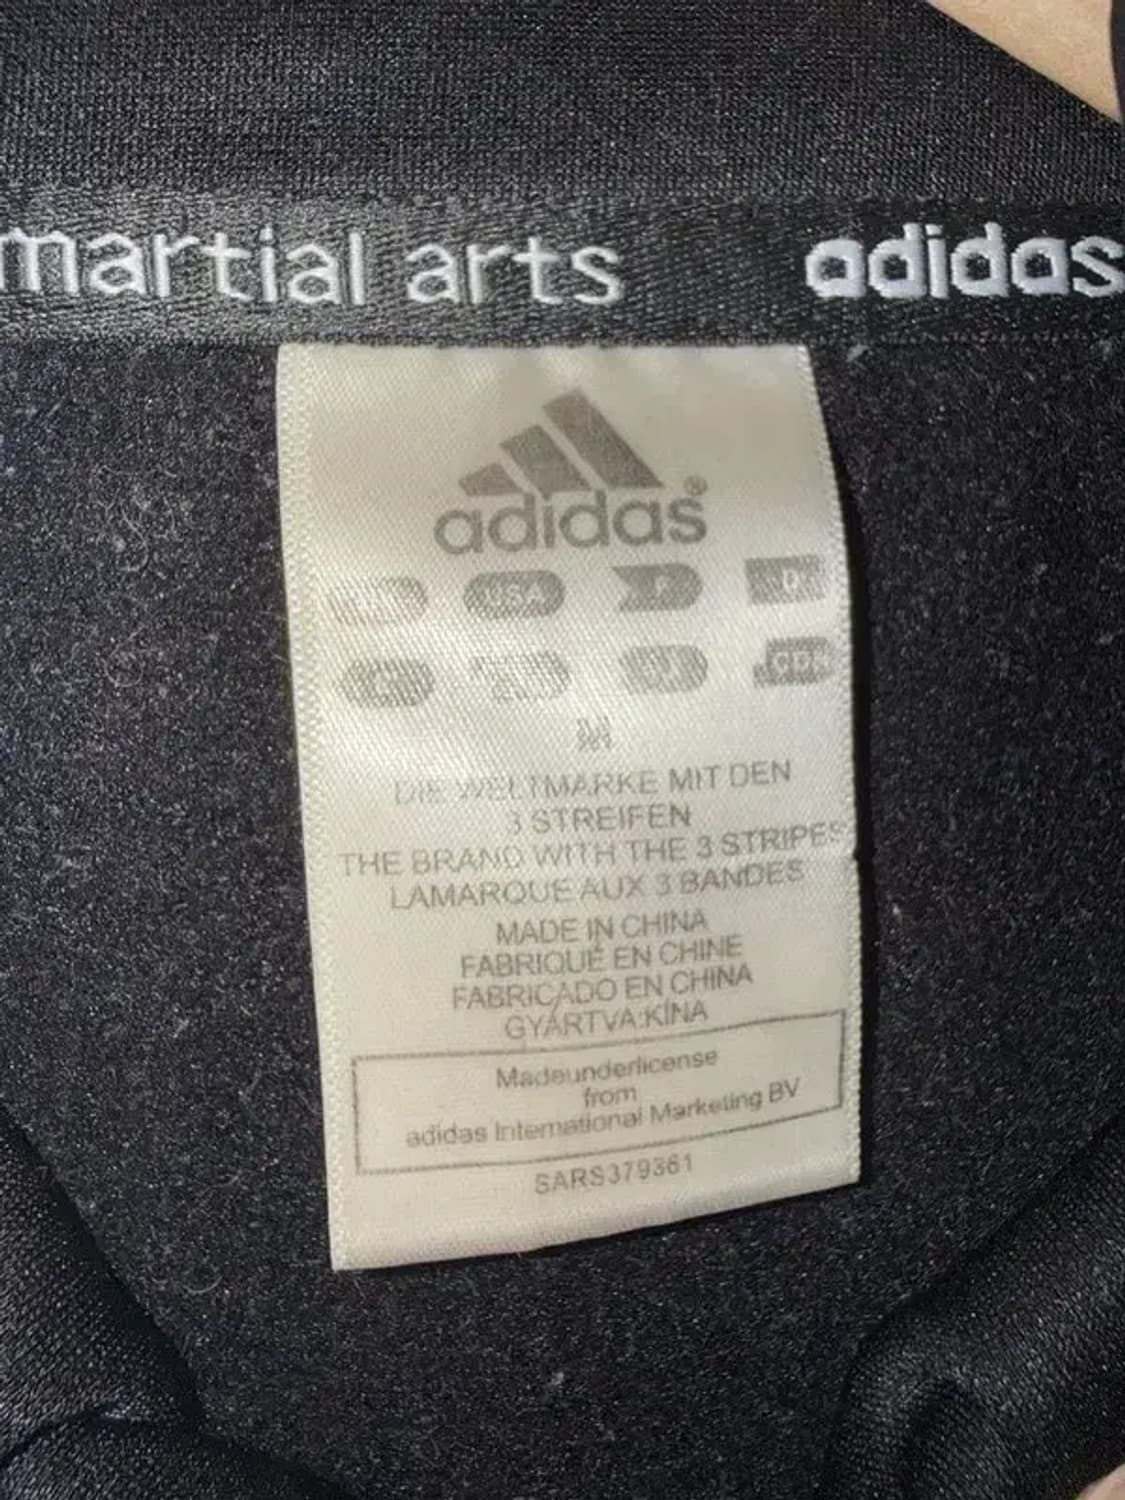 martial arts adidas
adidas®
USA F D
CDN
M
DIE WELTMARKE MIT DEN
3 STREIFEN
THE BRAND WITH THE 3 STRIPES
LAMARQUE AUX 3 BANDES
MADE IN CHINA
FABRIQUÉ EN CHINE
FABRICADO EN CHINA
GYÁRTVA:KÍNA
Madeunderlicense
from
adidas International Marketing BV
SARS379361